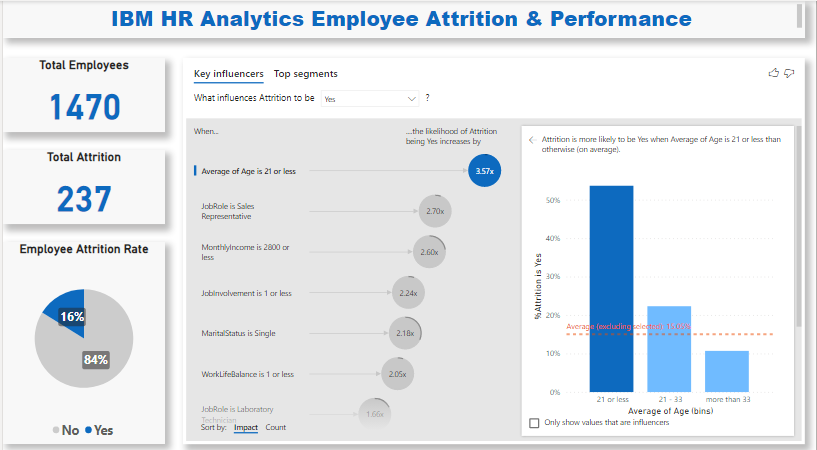 IBM HR Analytics Employee Attrition & Performance
Total Employees
1470
Total Attrition
237
Employee Attrition Rate
16%
84%
No
Yes
Key influencers
Top segments
What influences Attrition to be
Yes
?
When...
....the likelihood of Attrition
being Yes increases by
Average of Age is 21 or less
3.57x
JobRole is Sales
Representative
2.70x
MonthlyIncome is 2800 or
less
2.60x
JobInvolvement is 1 or less
2.24x
MaritalStatus is Single
2.18x
WorkLifeBalance is 1 or less
2.05x
JobRole is Laboratory
Technician
1.66x
Sort by:
Impact
Count
Attrition is more likely to be Yes when Average of Age is 21 or less than
otherwise (on average).
%Attrition is Yes
50%
40%
30%
20%
10%
0%
Average (excluding selected):
21 or less
21 - 33
more than 33
Average of Age (bins)
Only show values that are influencers